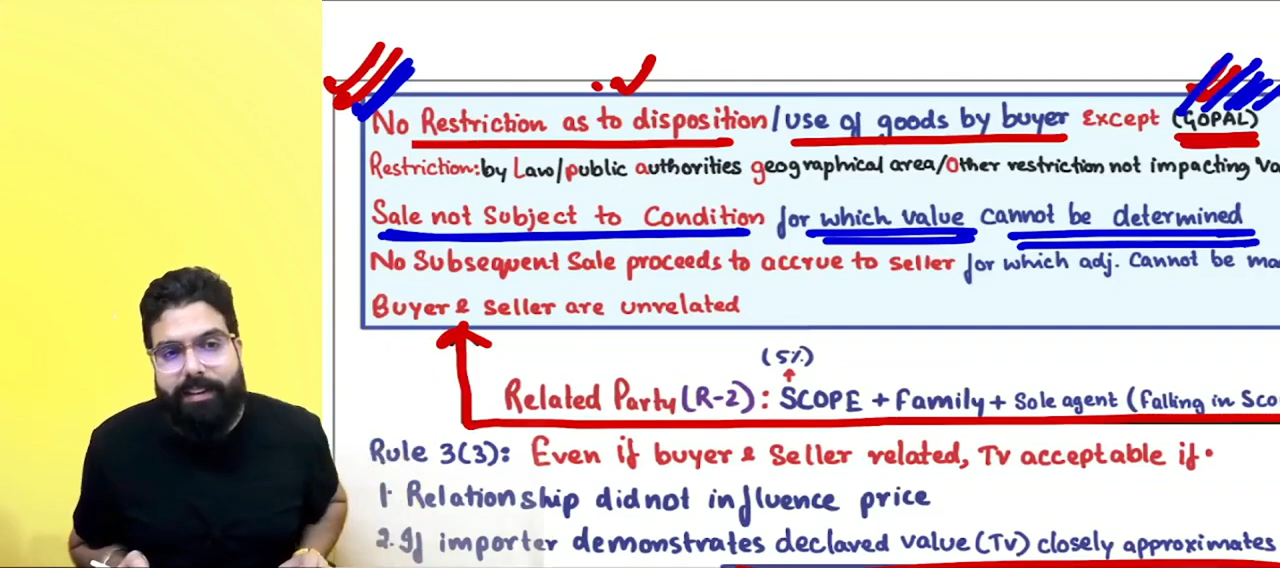 No Restriction as to disposition/use of goods by buyer Except (GOPAL)
Restriction: by Law/public authorities geographical area/Other restriction not impacting
Sale not Subject to Condition for which value cannot be determined
No Subsequent Sale proceeds to accrue to seller for which adj. Cannot be
Buyer & Seller are unrelated
(5%)
Related Party (R-2): SCOPE + Family + Sole agent (falling in
Rule 3(3): Even if buyer & Seller related, TV acceptable if
1. Relationship did not influence price
2. If importer demonstrates declared value (TV) closely approximates